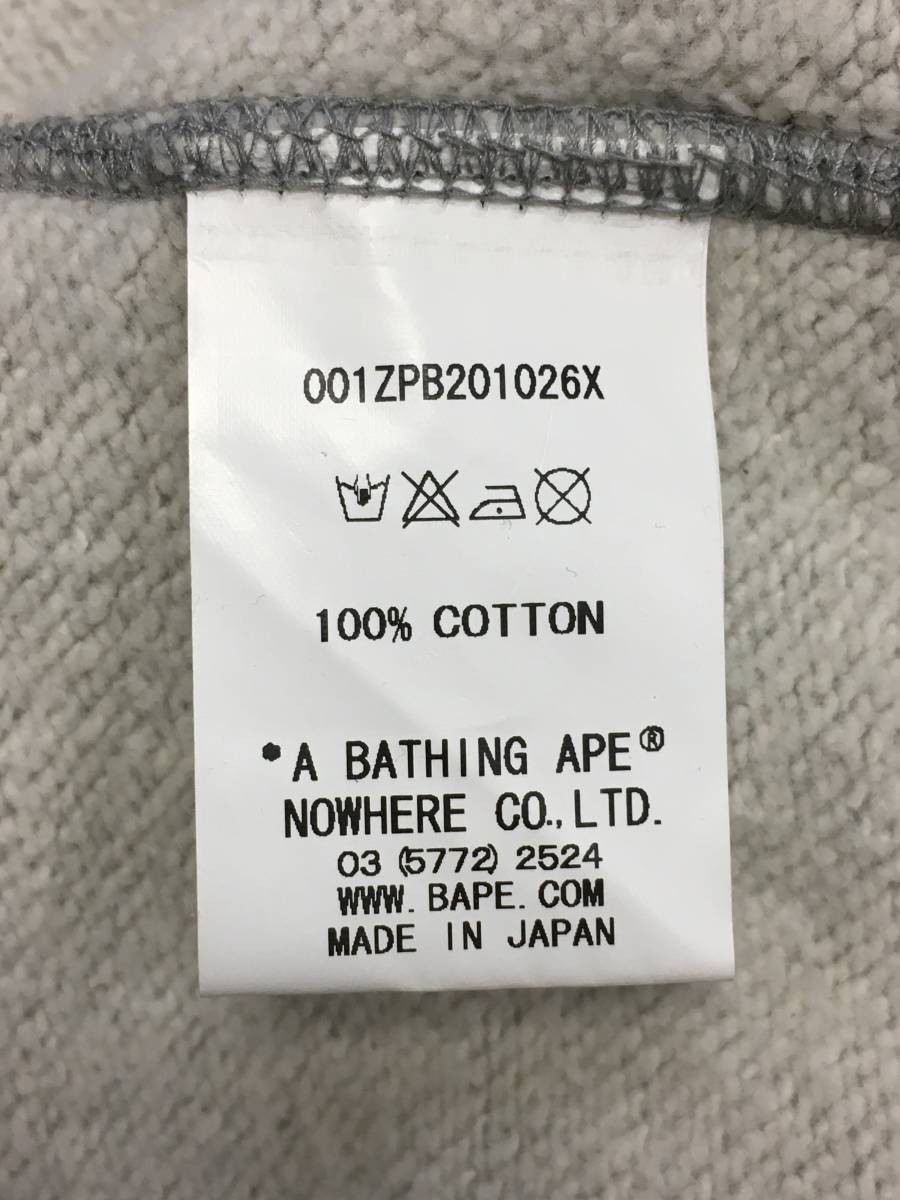 001ZPB201026X
100% COTTON
*A BATHING APE®
NOWHERE CO., LTD.
03 (5772) 2524
WWW. BAPE. COM
MADE IN JAPAN